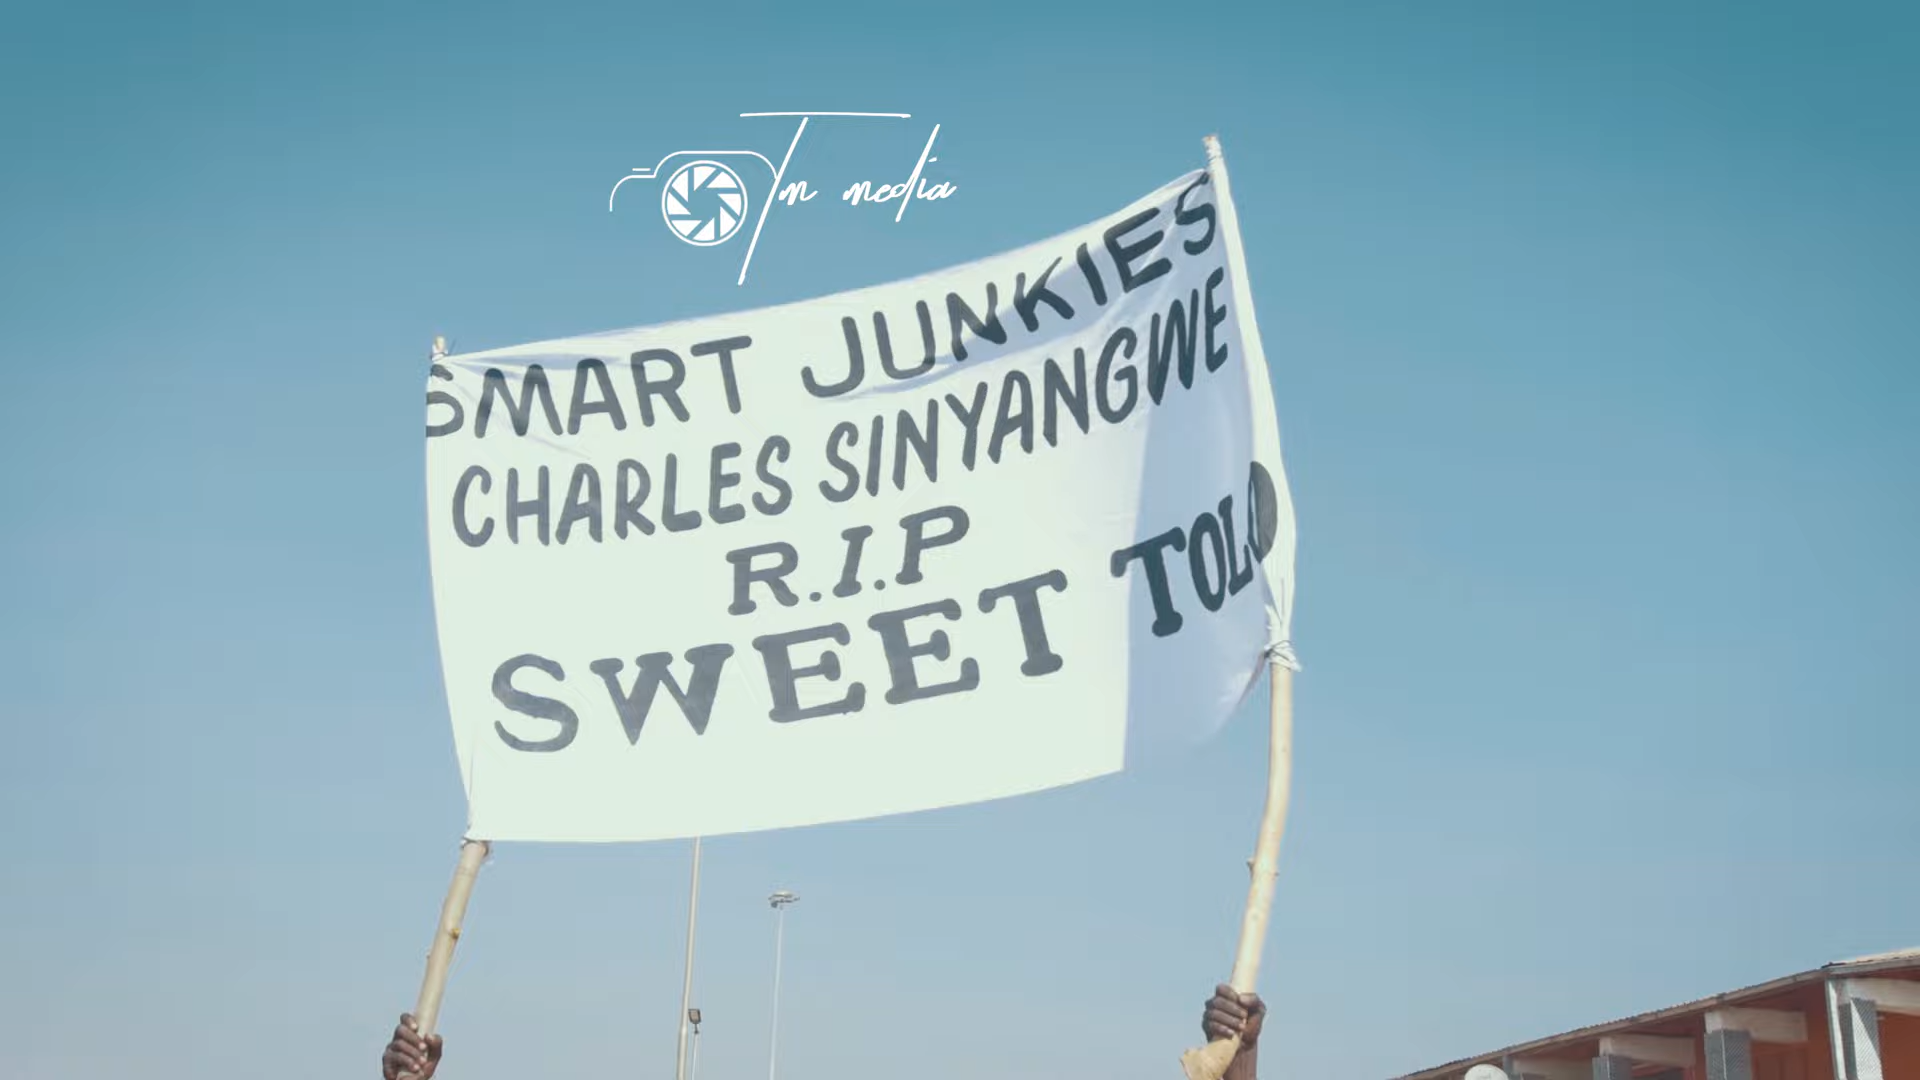 Tm media
SMART JUNKIES
CHARLES SINYANGWE
R.I.P
SWEET TOLO